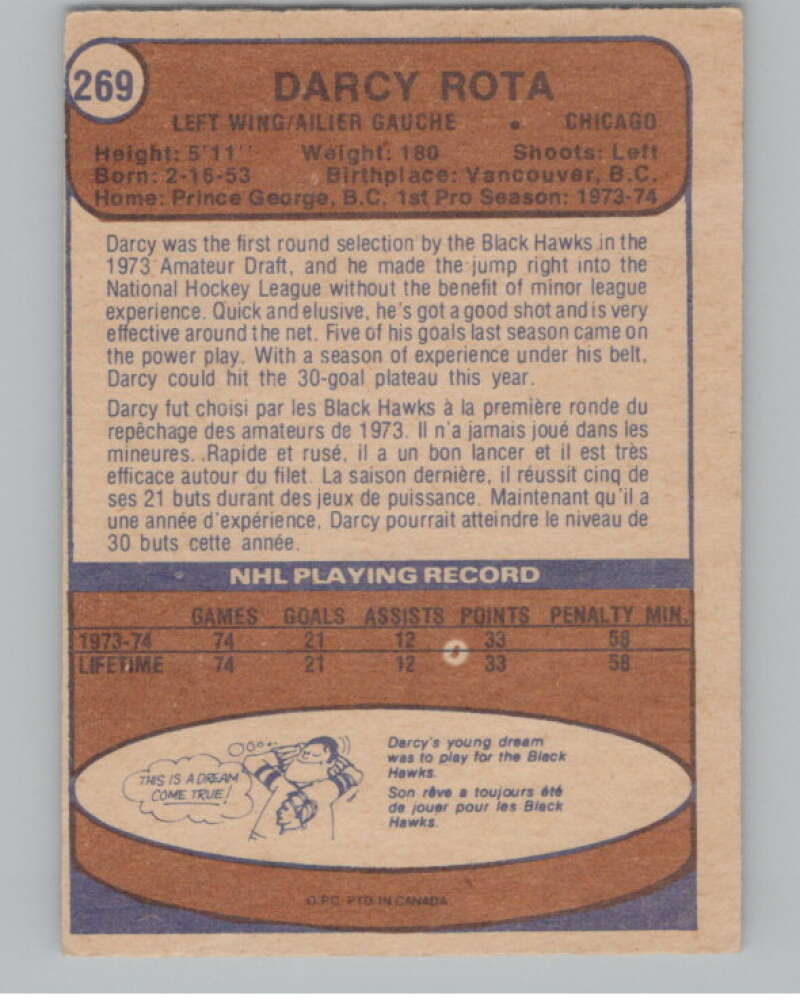 269
DARCY ROTA
LEFT WING/AILIER GAUCHE • CHICAGO
Height: 5'11" Weight: 180 Shoots: Left
Born: 2-16-53 Birthplace: Vancouver, B.C.
Home: Prince George, B.C. 1st Pro Season: 1973-74
Darcy was the first round selection by the Black Hawks in the
1973 Amateur Draft, and he made the jump right into the
National Hockey League without the benefit of minor league
experience. Quick and elusive, he's got a good shot and is very
effective around the net. Five of his goals last season came on
the power play. With a season of experience under his belt,
Darcy could hit the 30-goal plateau this year.
Darcy fut choisi par les Black Hawks à la première ronde du
repêchage des amateurs de 1973. Il n'a jamais joué dans les
mineures. Rapide et rusé, il a un bon lancer et il est très
efficace autour du filet. La saison dernière, il réussit cinq de
ses 21 buts durant des jeux de puissance. Maintenant qu'il a
une année d'expérience, Darcy pourrait atteindre le niveau de
30 buts cette année.
NHL PLAYING RECORD
GAMES GOALS ASSISTS POINTS PENALTY MIN.
1973-74 74 21 12 33 58
LIFETIME 74 21 12 33 58
THIS IS A DREAM
COME TRUE!
Darcy's young dream
was to play for the Black
Hawks.
Son rêve a toujours été
de jouer pour les Black
Hawks.
O.P.C. PTD. IN CANADA